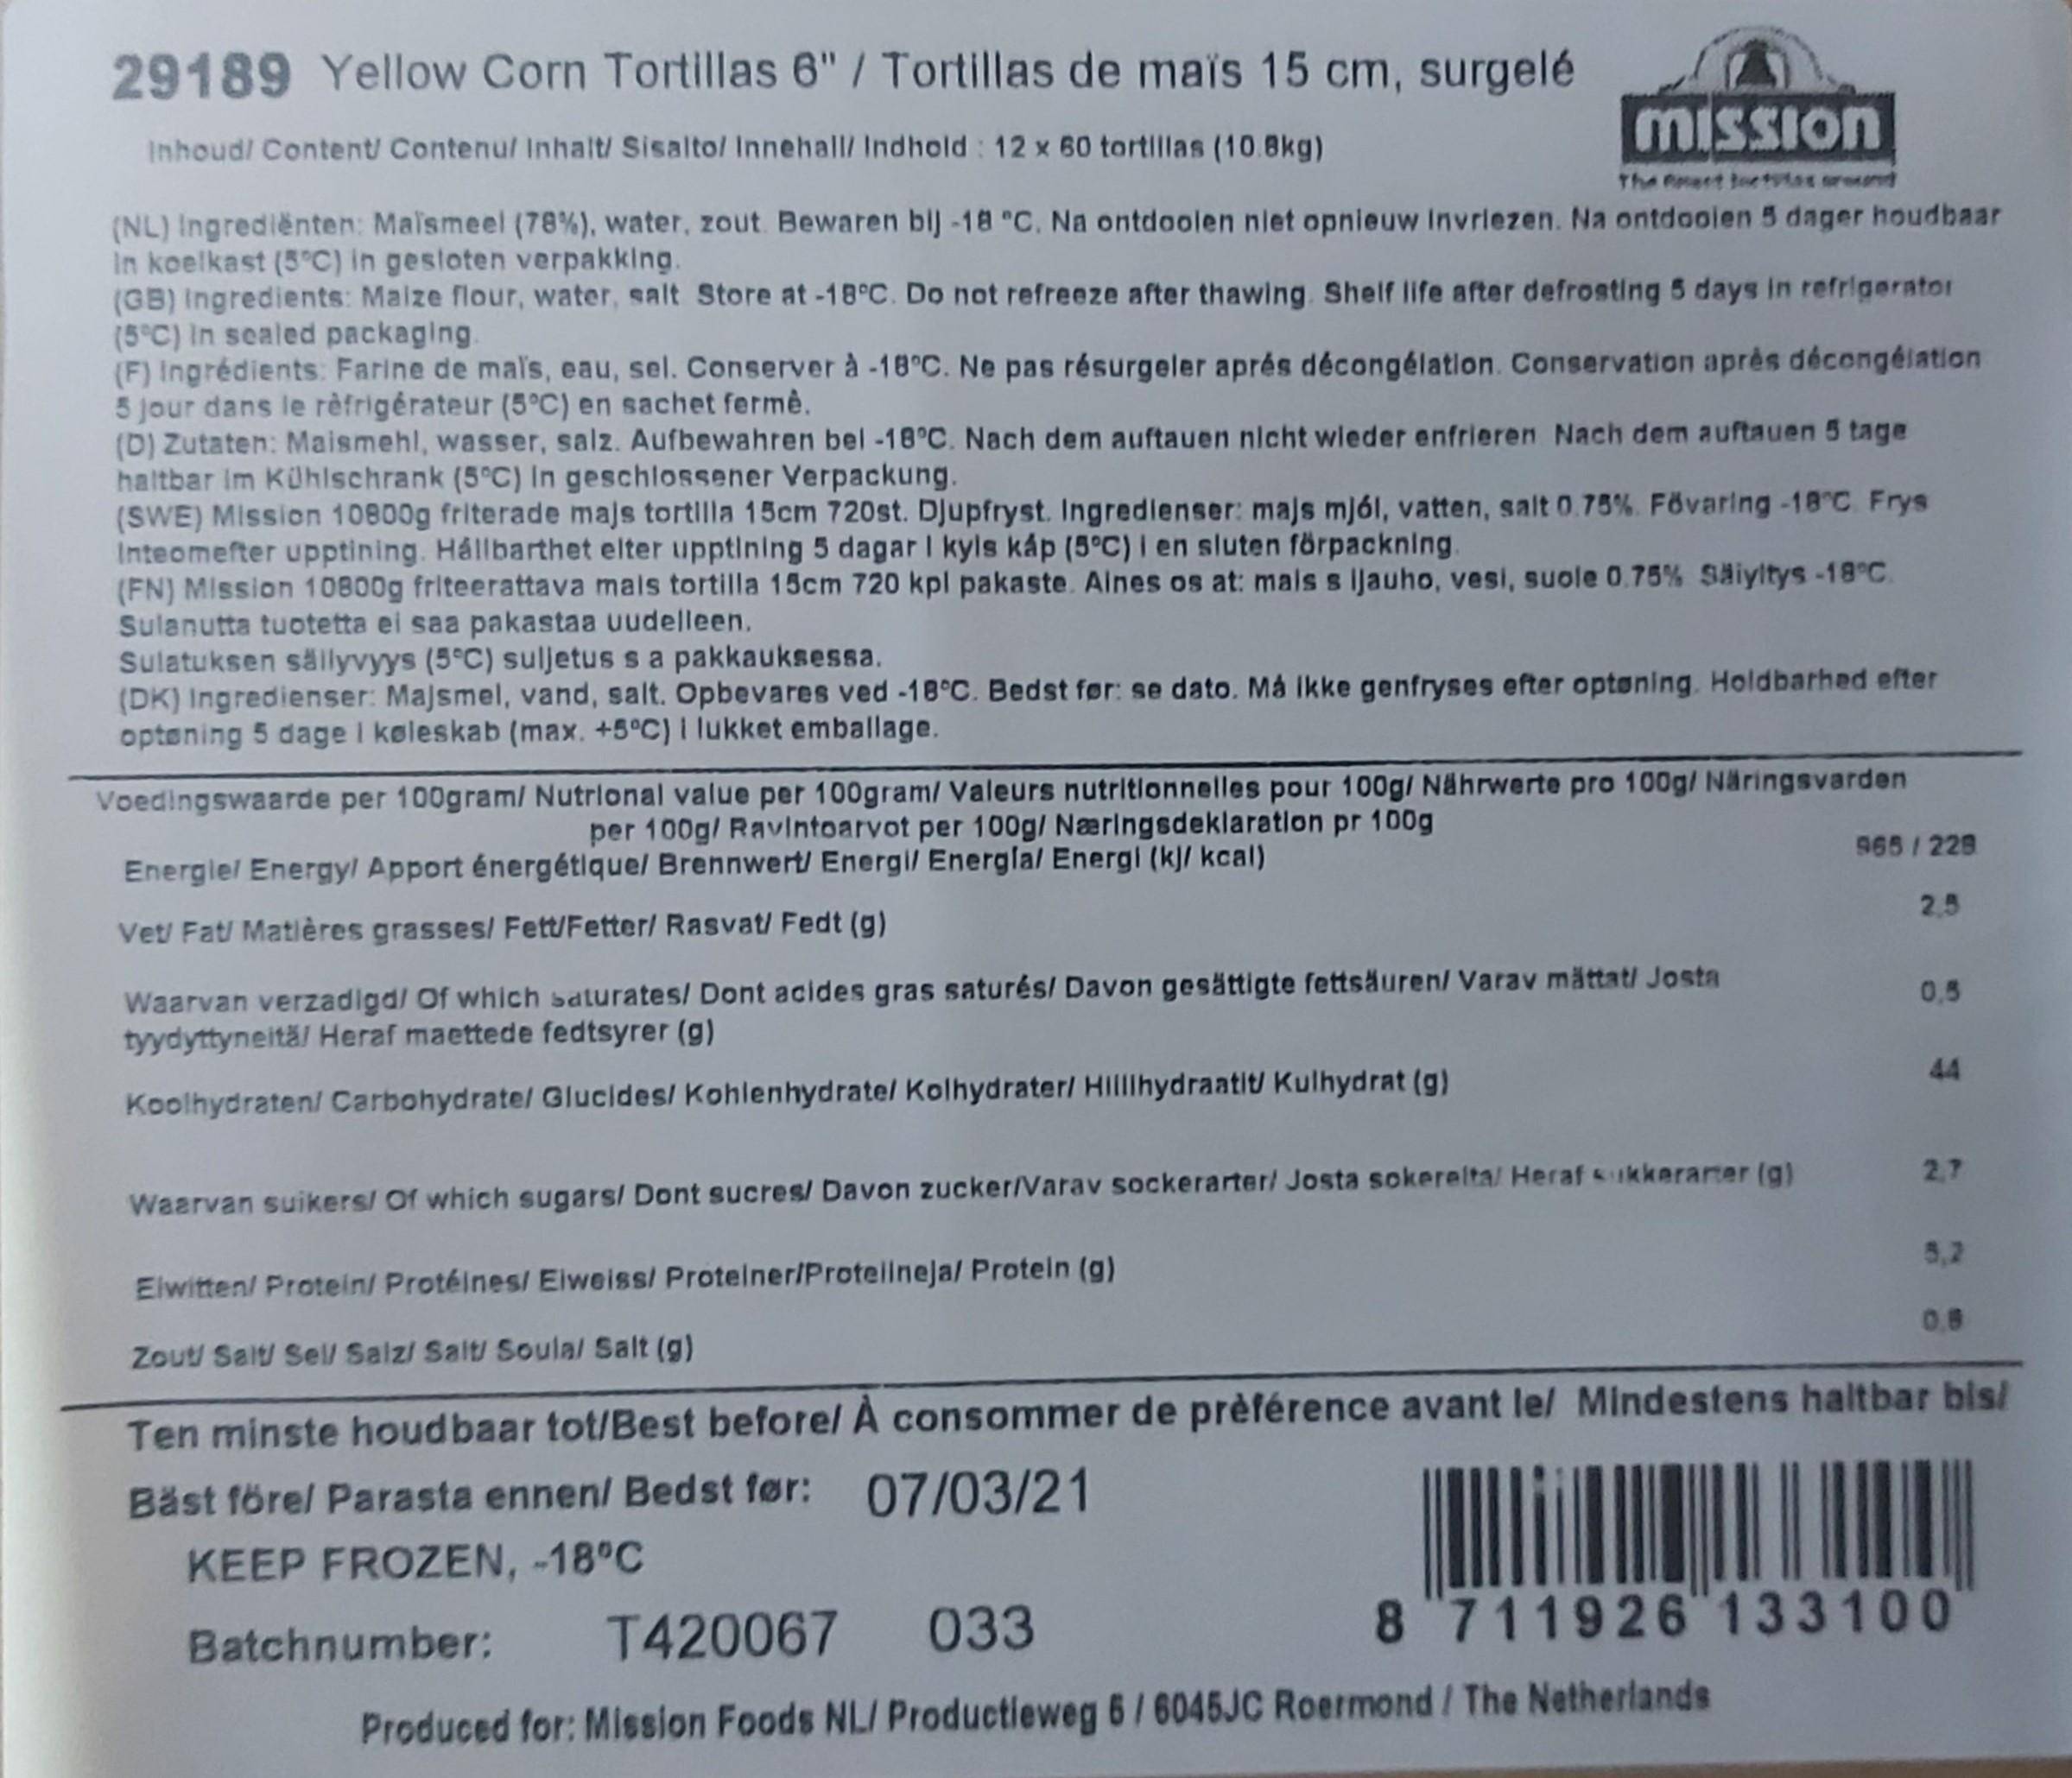 29189 Yellow Corn Tortillas 6" / Tortillas de maïs 15 cm, surgelé
mission
Inhoud/ Content/ Contenu/ Inhalt/ Sisalto/ Innehall/ Indhold : 12 x 60 tortillas (10.8kg)
The
(NL) Ingrediënten: Maïsmeel (78%), water, zout. Bewaren bij -18 °C. Na ontdooien niet opnieuw invriezen. Na ontdooien 5 dager houdbaar
in koelkast (5°C) in gesloten verpakking.
(GB) Ingredients: Maize flour, water, salt Store at -18°C. Do not refreeze after thawing. Shelf life after defrosting 5 days in refrigerator
(5°C) in sealed packaging.
(F) Ingrédients: Farine de maïs, eau, sel. Conserver à -18°C. Ne pas résurgeler aprés décongélation. Conservation après décongélation
5 jour dans le rèfrigérateur (5°C) en sachet fermê.
(D) Zutaten: Maismehl, wasser, salz. Aufbewahren bei -18°C. Nach dem auftauen nicht wieder enfrieren Nach dem auftauen 5 tage
haltbar im Kühlschrank (5°C) in geschlossener Verpackung.
(SWE) Mission 10800g friterade majs tortilla 15cm 720st. Djupfryst. Ingredienser: majs mjól, vatten, salt 0.75%. Fövaring -18°C. Frys
Inteomefter upptining. Hállbarthet elter upptining 5 dagar I kyls káp (5°C) i en sluten förpackning.
(FN) Mission 10800g friteerattava mais tortilla 15cm 720 kpl pakaste. Aines os at: mais s ijauho, vesi, suole 0.75% Säiyitys -18°C.
Sulanutta tuotetta ei saa pakastaa uudelleen.
Sulatuksen säilyvyys (5°C) suljetus s a pakkauksessa.
(DK) Ingredienser: Majsmel, vand, salt. Opbevares ved -18°C. Bedst før: se dato. Må ikke genfryses efter optøning. Holdbarhed efter
optøning 5 dage I køleskab (max. +5°C) i lukket emballage.
Voedingswaarde per 100gram/ Nutrional value per 100gram/ Valeurs nutritionnelles pour 100g/ Nährwerte pro 100g/ Näringsvarden
per 100g/ Ravintoarvot per 100g/ Næringsdeklaration pr 100g
Energie/ Energy/ Apport énergétique/ Brennwert/ Energi/ Energía/ Energi (kj/ kcal) 965 / 229
Vet/ Fat/ Matières grasses/ Fett/Fetter/ Rasvat/ Fedt (g) 2,5
Waarvan verzadigd/ Of which saturates/ Dont acides gras saturés/ Davon gesättigte fettsäuren/ Varav mättat/ Josta 0,5
tyydyttyneitä/ Heraf maettede fedtsyrer (g)
Koolhydraten/ Carbohydrate/ Glucides/ Kohlenhydrate/ Kolhydrater/ Hiilihydraatit/ Kulhydrat (g) 44
Waarvan suikers/ Of which sugars/ Dont sucres/ Davon zucker/Varav sockerarter/ Josta sokereita/ Heraf sukkerarter (g) 2,7
Eiwitten/ Protein/ Protéines/ Eiweiss/ Proteiner/Proteiineja/ Protein (g) 5,2
Zout/ Salt/ Sel/ Salz/ Salt/ Soula/ Salt (g) 0,8
Ten minste houdbaar tot/Best before/ À consommer de prèférence avant le/ Mindestens haltbar bis/
Bäst före/ Parasta ennen/ Bedst før: 07/03/21
KEEP FROZEN, -18ºC
Batchnumber: T420067 033
8 711926 133100
Produced for: Mission Foods NL/ Productieweg 6 / 6045JC Roermond / The Netherlands